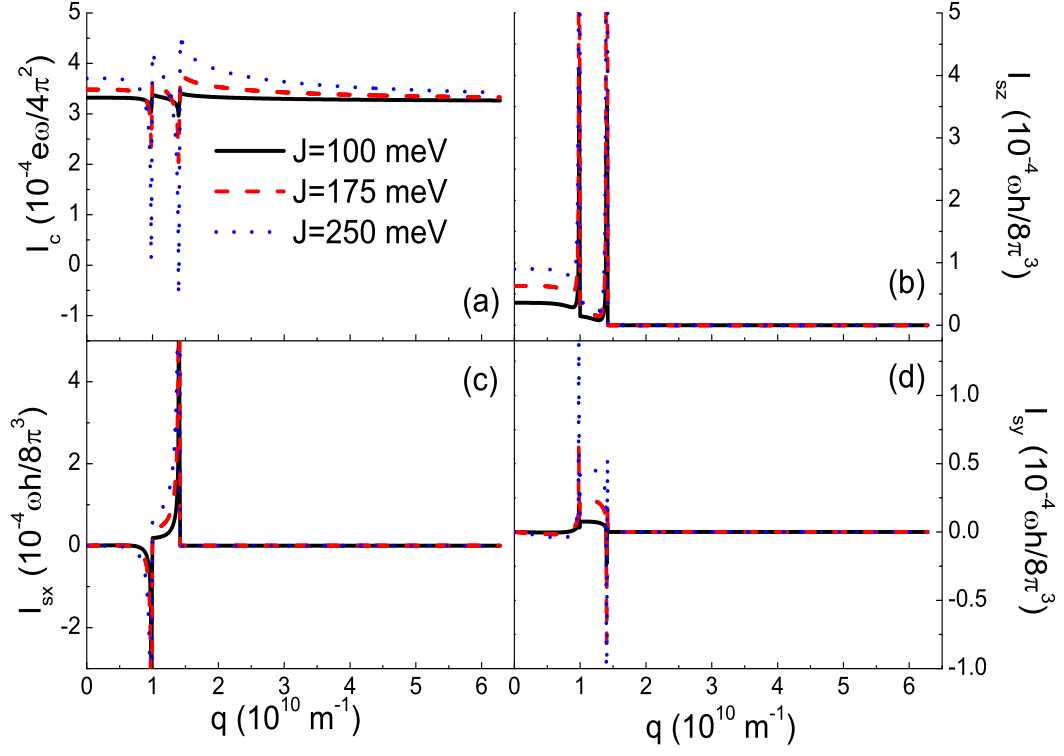 5
4
3
2
1
0
-1
I_c (10^-4 eω/4π^2)
J=100 meV
J=175 meV
J=250 meV
(a)
5
4
3
2
1
0
I_sz (10^-4 ωh/8π^3)
(b)
4
2
0
-2
I_sx (10^-4 ωh/8π^3)
(c)
0 1 2 3 4 5 6
q (10^10 m^-1)
1.0
0.5
0.0
-0.5
-1.0
I_sy (10^-4 ωh/8π^3)
(d)
0 1 2 3 4 5 6
q (10^10 m^-1)